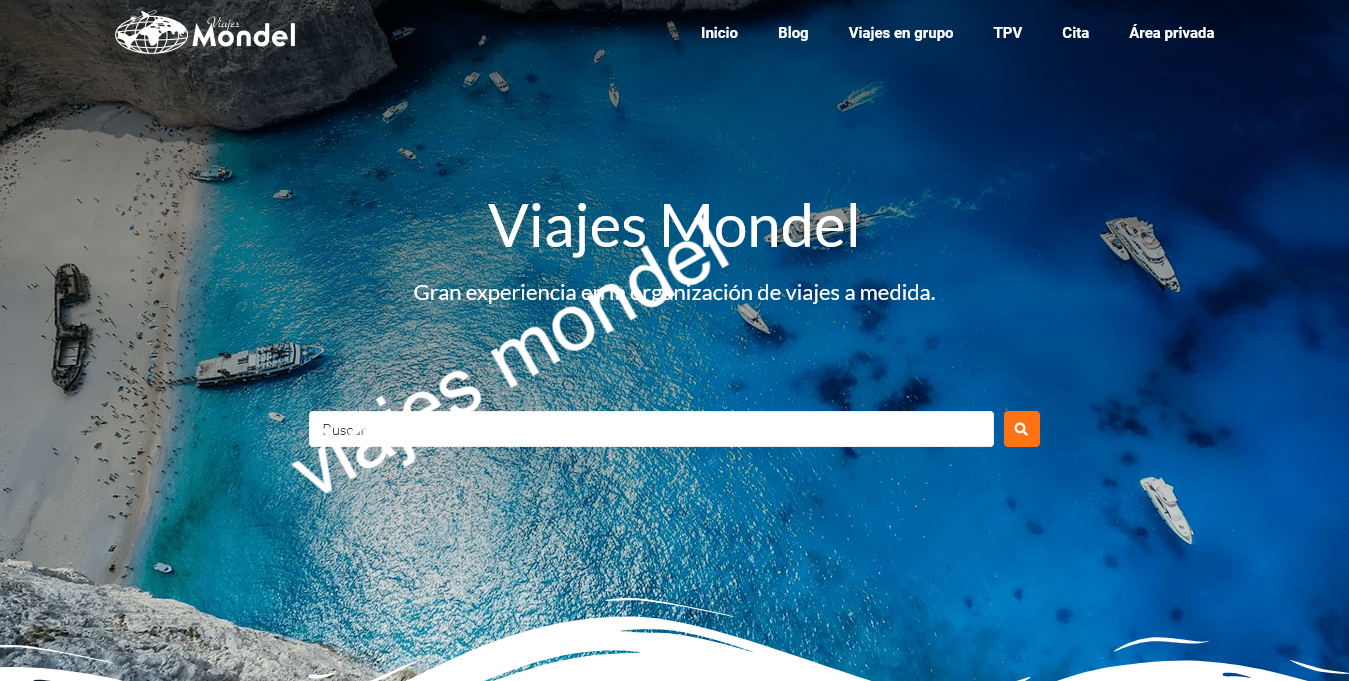 Viajes
Mondel
Inicio
Blog
Viajes en grupo
TPV
Cita
Área privada
Viajes Mondel
Gran experiencia en la organización de viajes a medida.
viajes mondel
Buscar